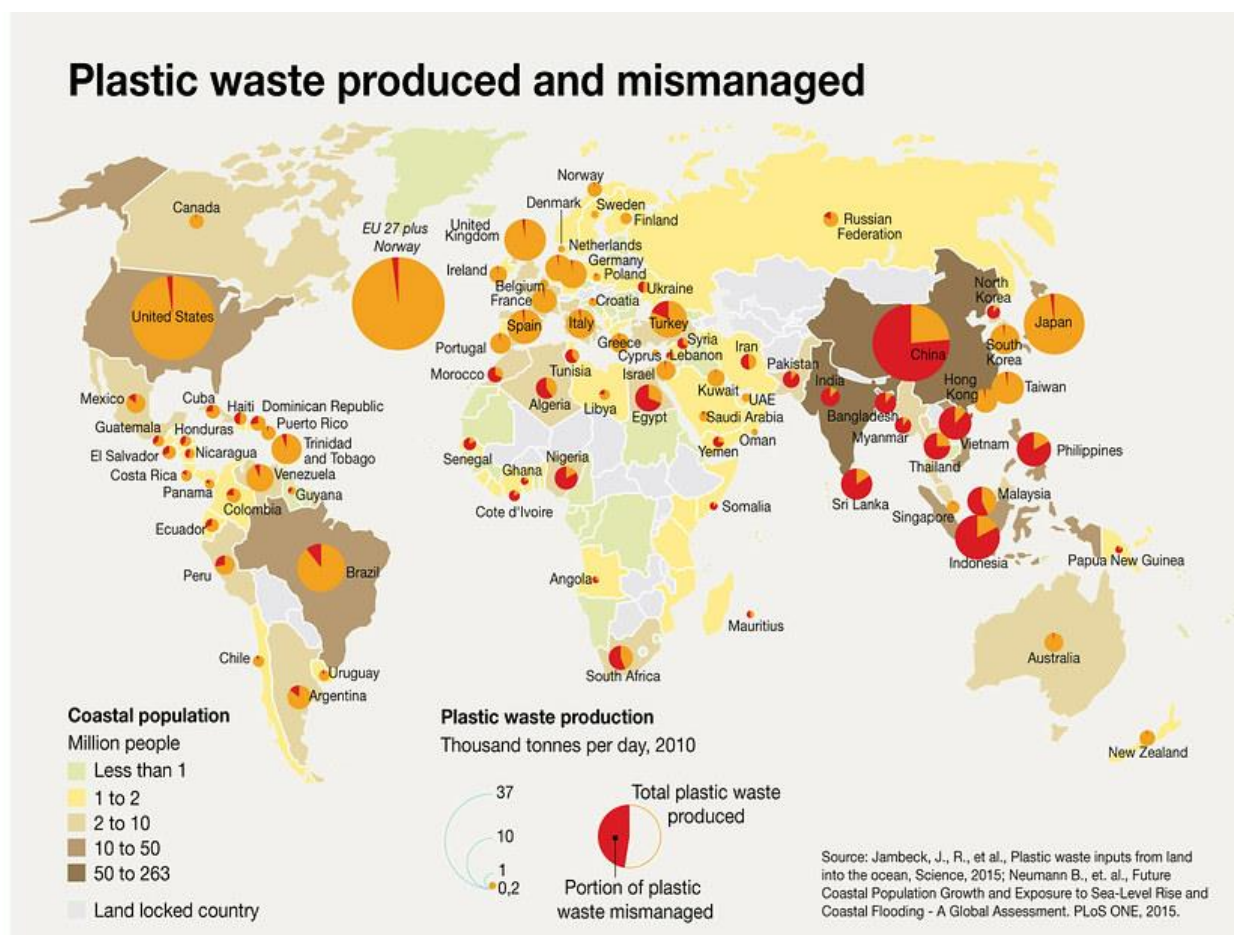 Plastic waste produced and mismanaged
Norway
Denmark
Sweden
Finland
Canada
EU 27 plus
Norway
United
Kingdom
Russian
Federation
Netherlands
Germany
Poland
Ireland
Belgium
Ukraine
North
Korea
France
Croatia
United States
Spain
Italy
Turkey
Japan
Greece
Syria
Iran
South
Korea
Portugal
Cyprus
Lebanon
China
Morocco
Tunisia
Israel
Pakistan
India
Hong
Kong
Taiwan
Mexico
Cuba
Haiti
Dominican Republic
Puerto Rico
Algeria
Libya
Egypt
Kuwait
UAE
Saudi Arabia
Bangladesh
Guatemala
Honduras
Trinidad
and Tobago
Oman
Myanmar
Vietnam
El Salvador
Nicaragua
Senegal
Ghana
Nigeria
Yemen
Thailand
Philippines
Costa Rica
Venezuela
Panama
Guyana
Colombia
Cote d'Ivoire
Somalia
Sri Lanka
Malaysia
Singapore
Ecuador
Indonesia
Papua New Guinea
Peru
Brazil
Angola
Mauritius
Chile
Uruguay
South Africa
Australia
Argentina
New Zealand
Coastal population
Million people
Less than 1
1 to 2
2 to 10
10 to 50
50 to 263
Land locked country
Plastic waste production
Thousand tonnes per day, 2010
37
10
1
0,2
Total plastic waste
produced
Portion of plastic
waste mismanaged
Source: Jambeck, J., R., et al., Plastic waste inputs from land
into the ocean, Science, 2015; Neumann B., et. al., Future
Coastal Population Growth and Exposure to Sea-Level Rise and
Coastal Flooding - A Global Assessment. PLoS ONE, 2015.